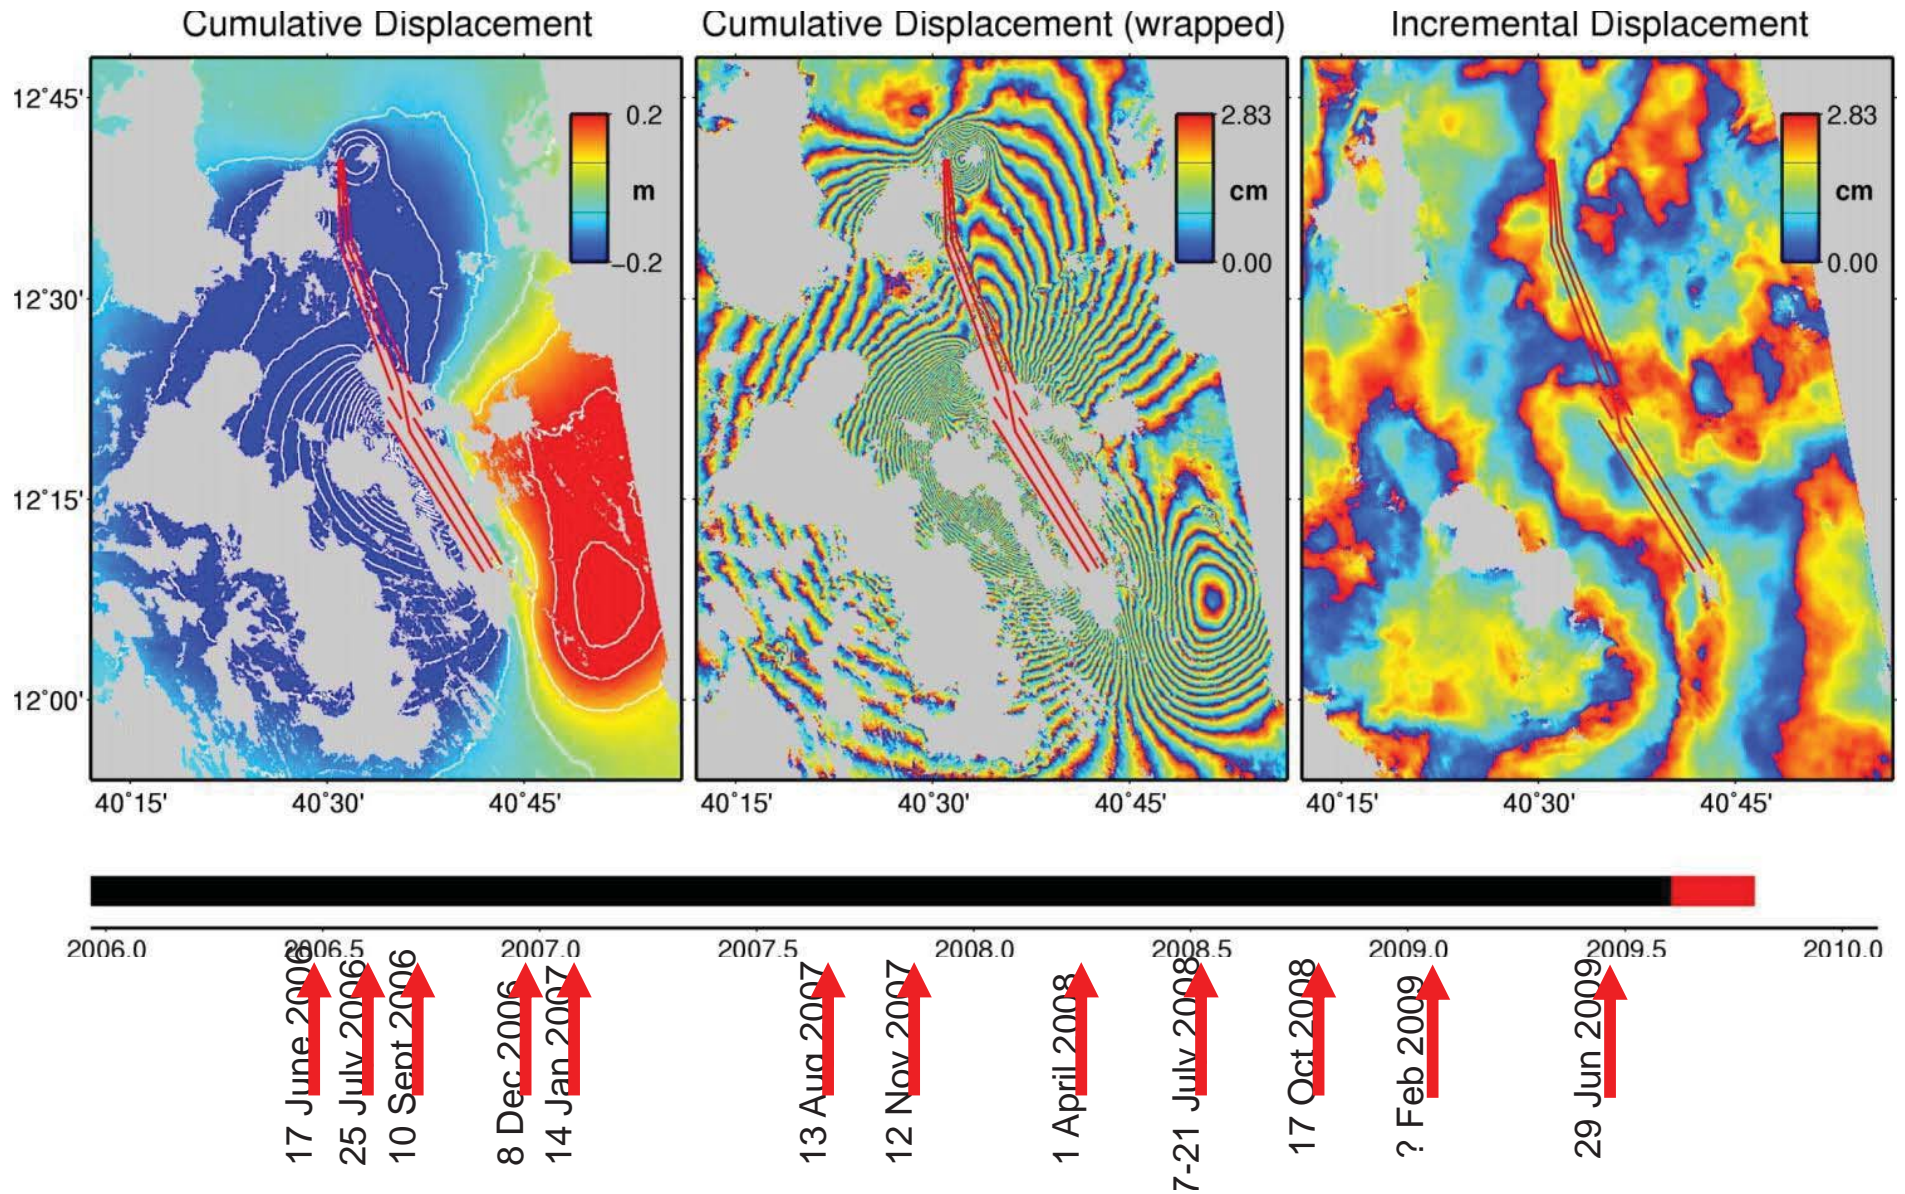 Cumulative Displacement
Cumulative Displacement (wrapped)
Incremental Displacement
12°45'
12°30'
12°15'
12°00'
0.2
m
−0.2
2.83
cm
0.00
2.83
cm
0.00
40°15'
40°30'
40°45'
40°15'
40°30'
40°45'
40°15'
40°30'
40°45'
2006.0
2006.5
2007.0
2007.5
2008.0
2008.5
2009.0
2009.5
2010.0
17 June 2006
25 July 2006
10 Sept 2006
8 Dec 2006
14 Jan 2007
13 Aug 2007
12 Nov 2007
1 April 2008
7-21 July 2008
17 Oct 2008
? Feb 2009
29 Jun 2009